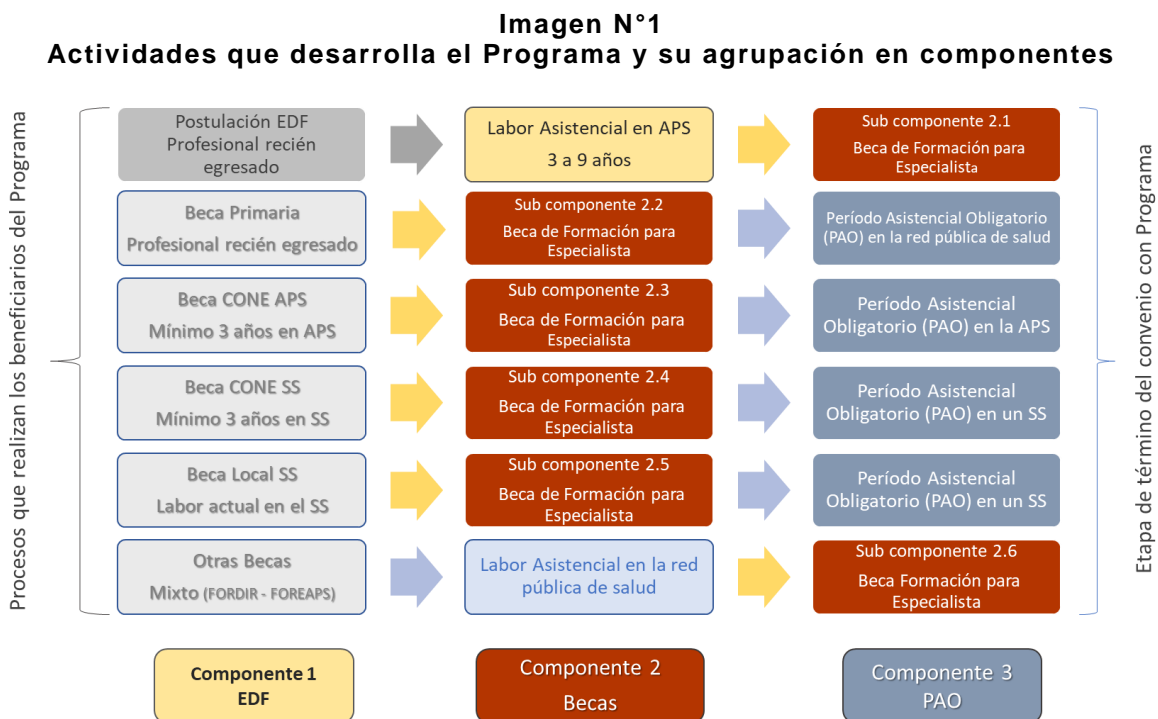 Imagen N°1
Actividades que desarrolla el Programa y su agrupación en componentes
Procesos que realizan los beneficiarios del Programa
Postulación EDF
Profesional recién
egresado
Labor Asistencial en APS
3 a 9 años
Sub componente 2.1
Beca de Formación para
Especialista
Beca Primaria
Profesional recién egresado
Sub componente 2.2
Beca de Formación para
Especialista
Período Asistencial Obligatorio
(PAO) en la red pública de salud
Beca CONE APS
Mínimo 3 años en APS
Sub componente 2.3
Beca de Formación para
Especialista
Período Asistencial
Obligatorio (PAO) en la APS
Beca CONE SS
Mínimo 3 años en SS
Sub componente 2.4
Beca de Formación para
Especialista
Período Asistencial
Obligatorio (PAO) en un SS
Beca Local SS
Labor actual en el SS
Sub componente 2.5
Beca de Formación para
Especialista
Período Asistencial
Obligatorio (PAO) en un SS
Otras Becas
Mixto (FORDIR - FOREAPS)
Labor Asistencial en la red
pública de salud
Sub componente 2.6
Beca Formación para
Especialista
Etapa de término del convenio con Programa
Componente 1
EDF
Componente 2
Becas
Componente 3
PAO